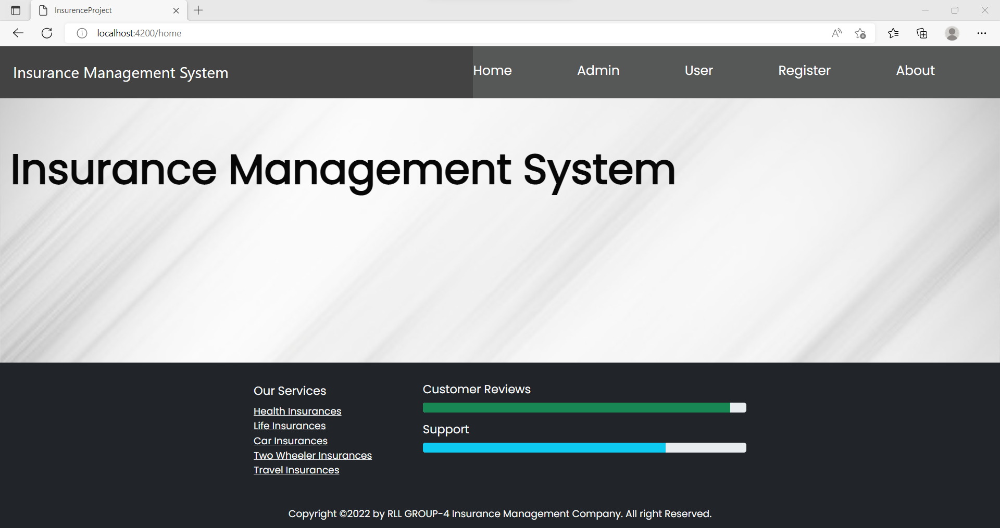 InsurenceProject
localhost:4200/home
Insurance Management System
Home Admin User Register About
Insurance Management System
Our Services
Health Insurances
Life Insurances
Car Insurances
Two Wheeler Insurances
Travel Insurances
Customer Reviews
Support
Copyright ©2022 by RLL GROUP-4 Insurance Management Company. All right Reserved.